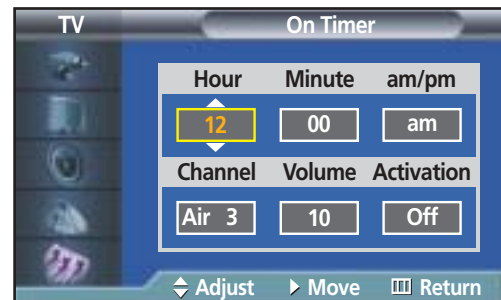 TV On Timer
Hour Minute am/pm
12 00 am
Channel Volume Activation
Air 3 10 Off
Adjust Move Return